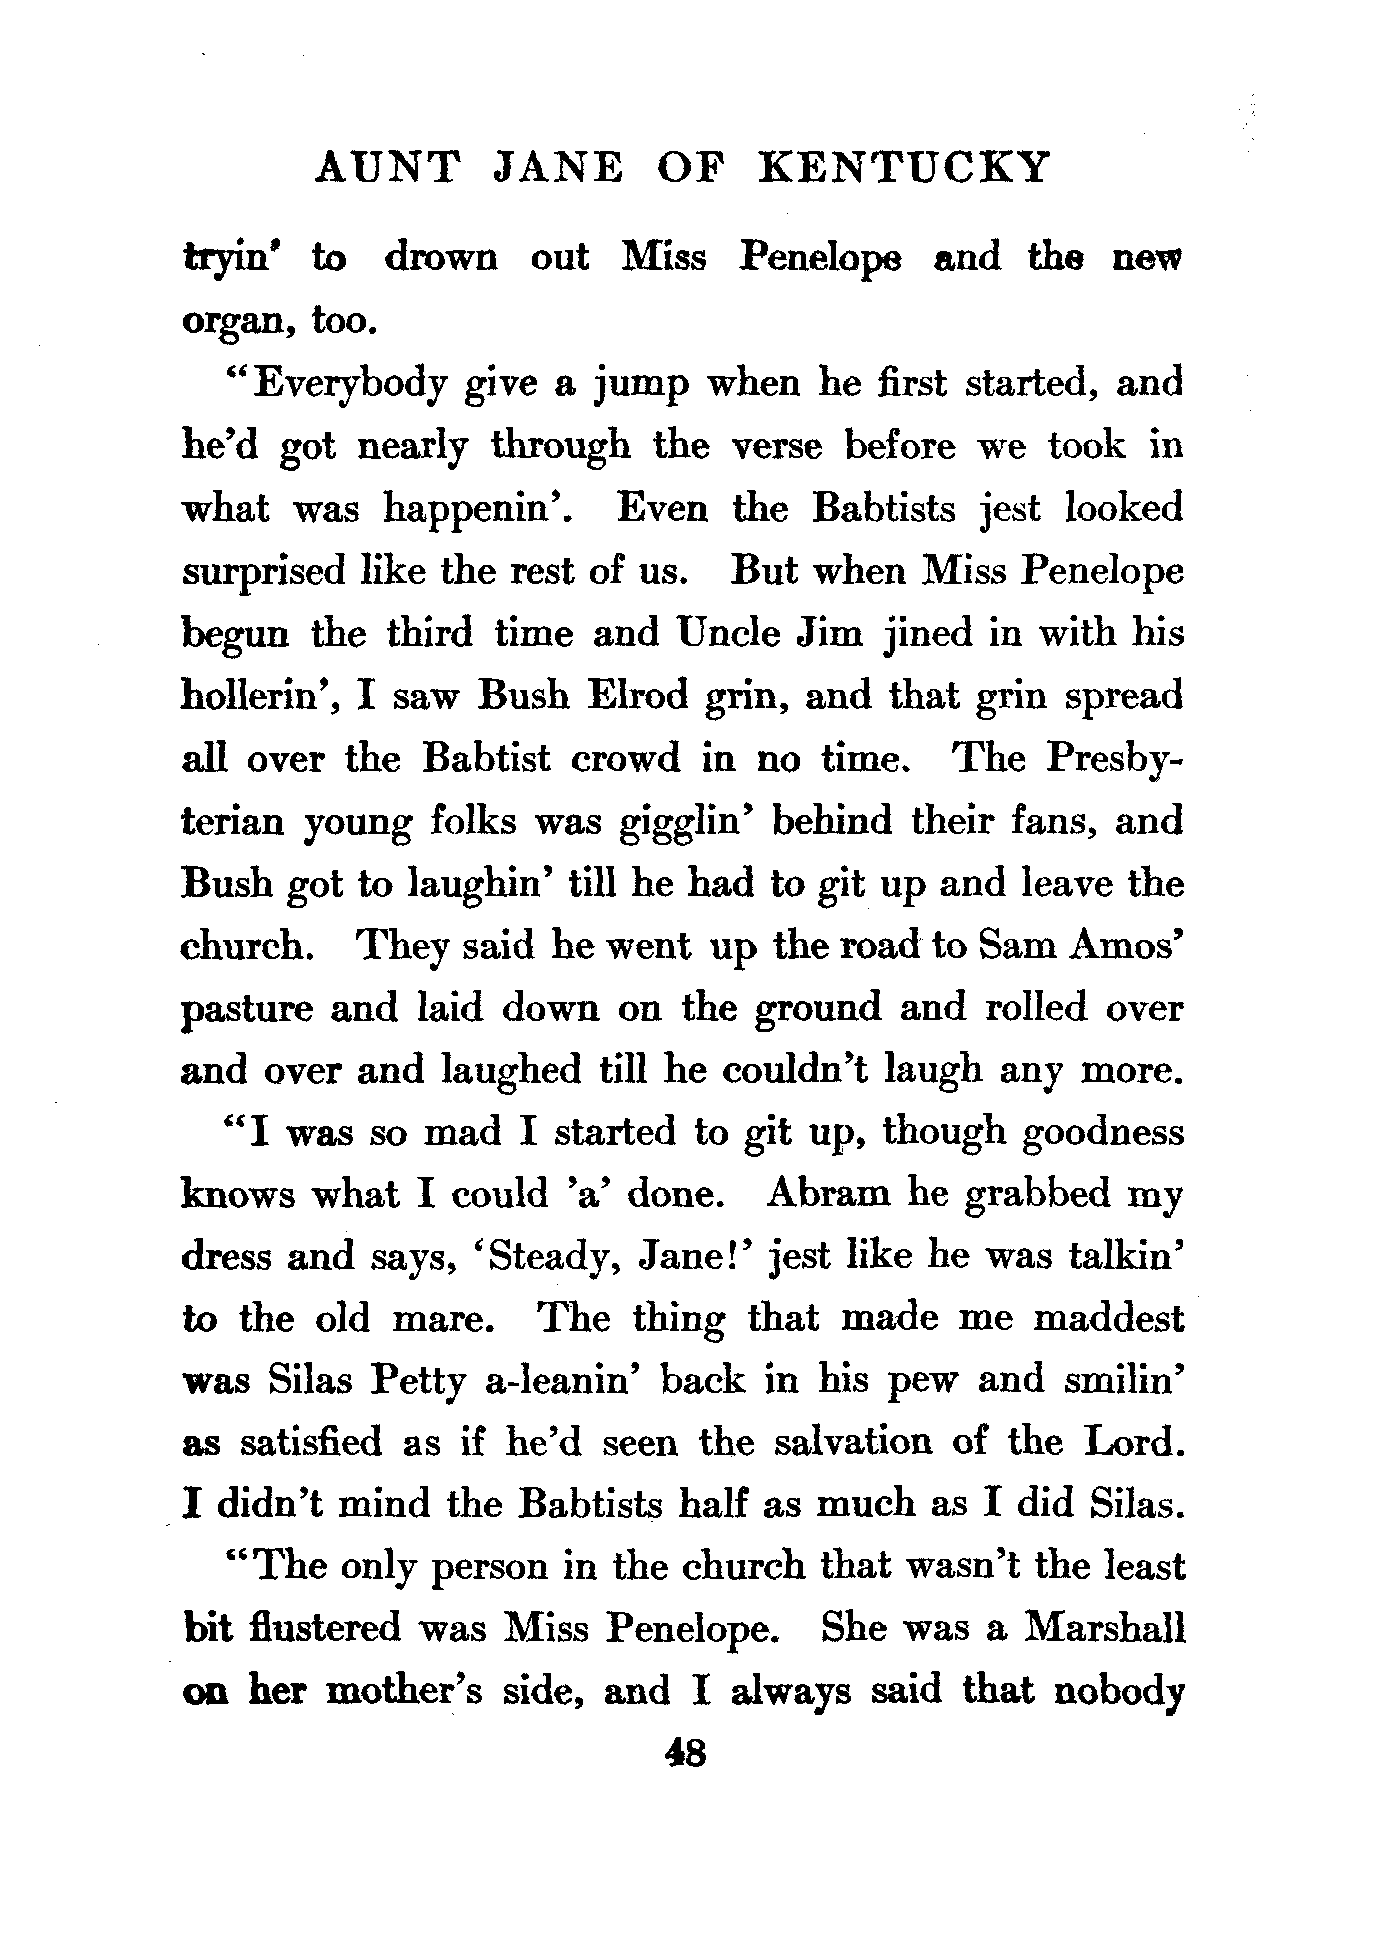 AUNT JANE OF KENTUCKY
tryin' to drown out Miss Penelope and the new
organ, too.
"Everybody give a jump when he first started, and
he'd got nearly through the verse before we took in
what was happenin'. Even the Babtists jest looked
surprised like the rest of us. But when Miss Penelope
begun the third time and Uncle Jim jined in with his
hollerin', I saw Bush Elrod grin, and that grin spread
all over the Babtist crowd in no time. The Presby-
terian young folks was gigglin' behind their fans, and
Bush got to laughin' till he had to git up and leave the
church. They said he went up the road to Sam Amos'
pasture and laid down on the ground and rolled over
and over and laughed till he couldn't laugh any more.
"I was so mad I started to git up, though goodness
knows what I could 'a' done. Abram he grabbed my
dress and says, 'Steady, Jane!' jest like he was talkin'
to the old mare. The thing that made me maddest
was Silas Petty a-leanin' back in his pew and smilin'
as satisfied as if he'd seen the salvation of the Lord.
I didn't mind the Babtists half as much as I did Silas.
"The only person in the church that wasn't the least
bit flustered was Miss Penelope. She was a Marshall
on her mother's side, and I always said that nobody
48